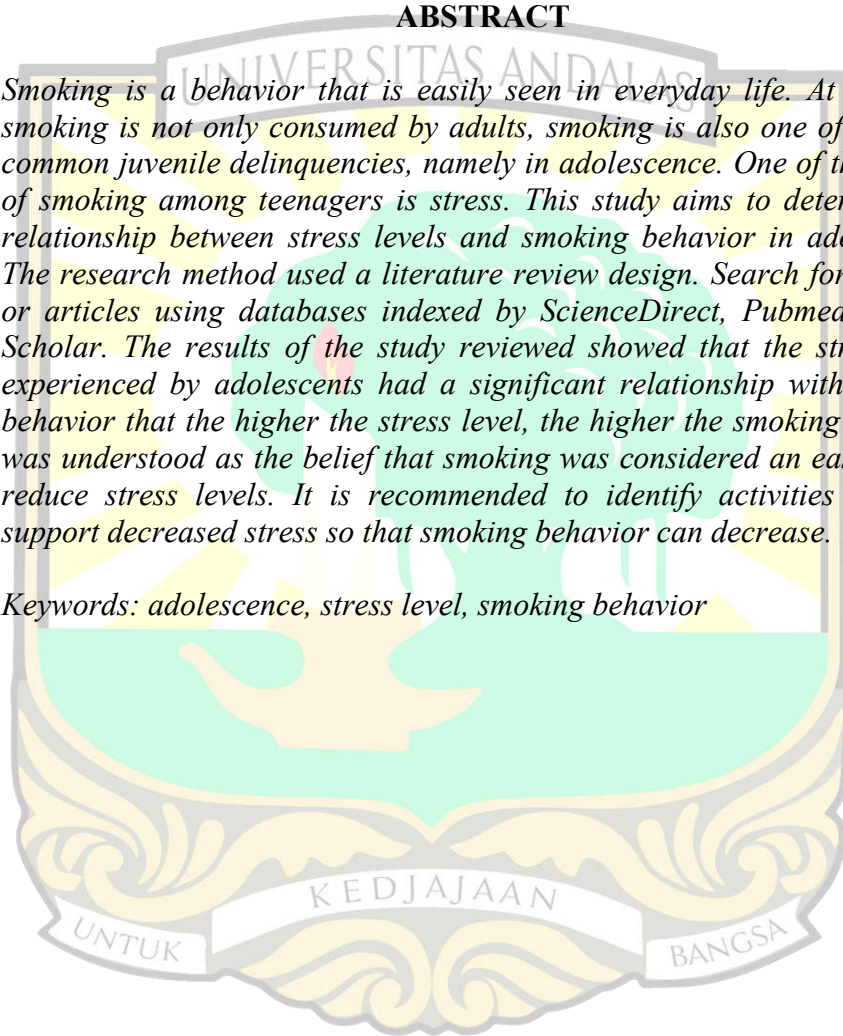 ABSTRACT
UNIVERSITAS ANDALAS
Smoking is a behavior that is easily seen in everyday life. At
smoking is not only consumed by adults, smoking is also one of
common juvenile delinquencies, namely in adolescence. One of
of smoking among teenagers is stress. This study aims to
relationship between stress levels and smoking behavior in
The research method used a literature review design. Search for
or articles using databases indexed by ScienceDirect, Pubmed
Scholar. The results of the study reviewed showed that the
experienced by adolescents had a significant relationship with
behavior that the higher the stress level, the higher the smoking
was understood as the belief that smoking was considered an
reduce stress levels. It is recommended to identify activities
support decreased stress so that smoking behavior can decrease.
Keywords: adolescence, stress level, smoking behavior
KEDJAJAAN
UNTUK BANGSA